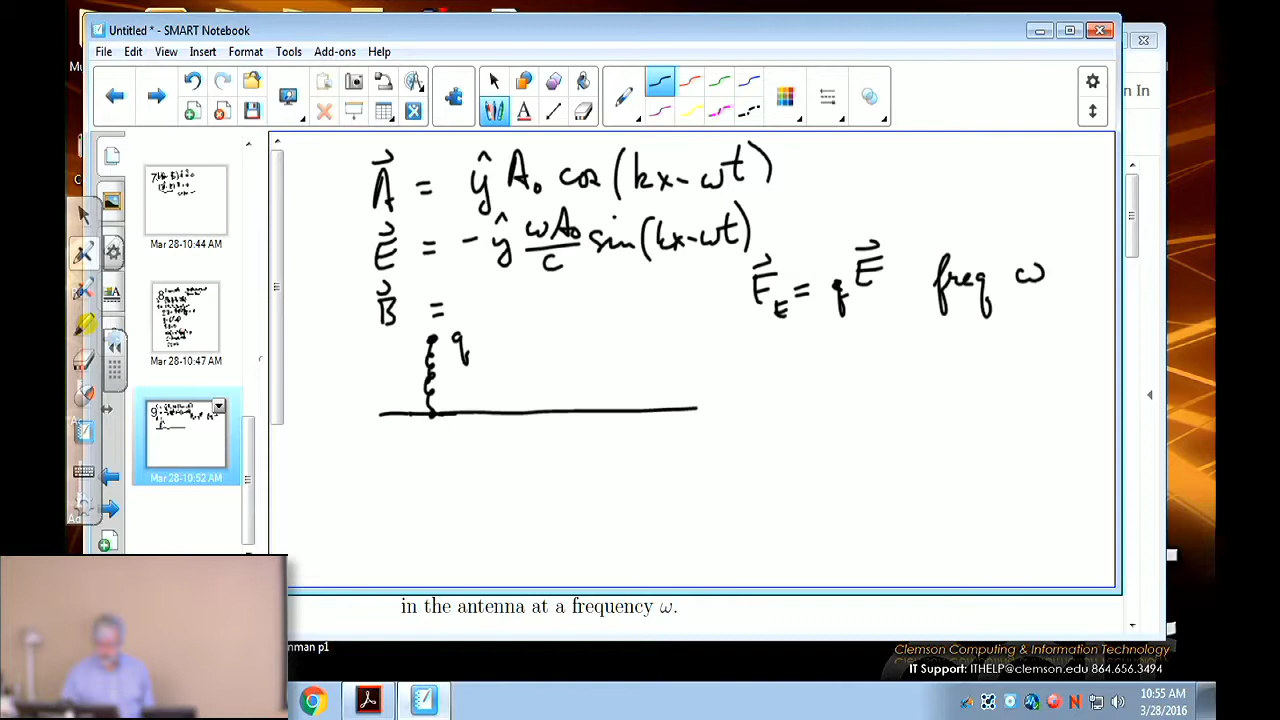 Untitled * - SMART Notebook
File Edit View Insert Format Tools Add-ons Help
n In
A⃗ = ŷ A₀ cos(kx-ωt)
E⃗ = -ŷ ωA₀/c sin(kx-ωt)
F⃗_E = qE⃗ freq ω
B⃗ =
q
Mar 28-10:44 AM
Mar 28-10:47 AM
Mar 28-10:52 AM
in the antenna at a frequency ω.
nman p1
Clemson Computing & Information Technology
IT Support: ITHELP@clemson.edu 864.656.3494
10:55 AM
3/28/2016